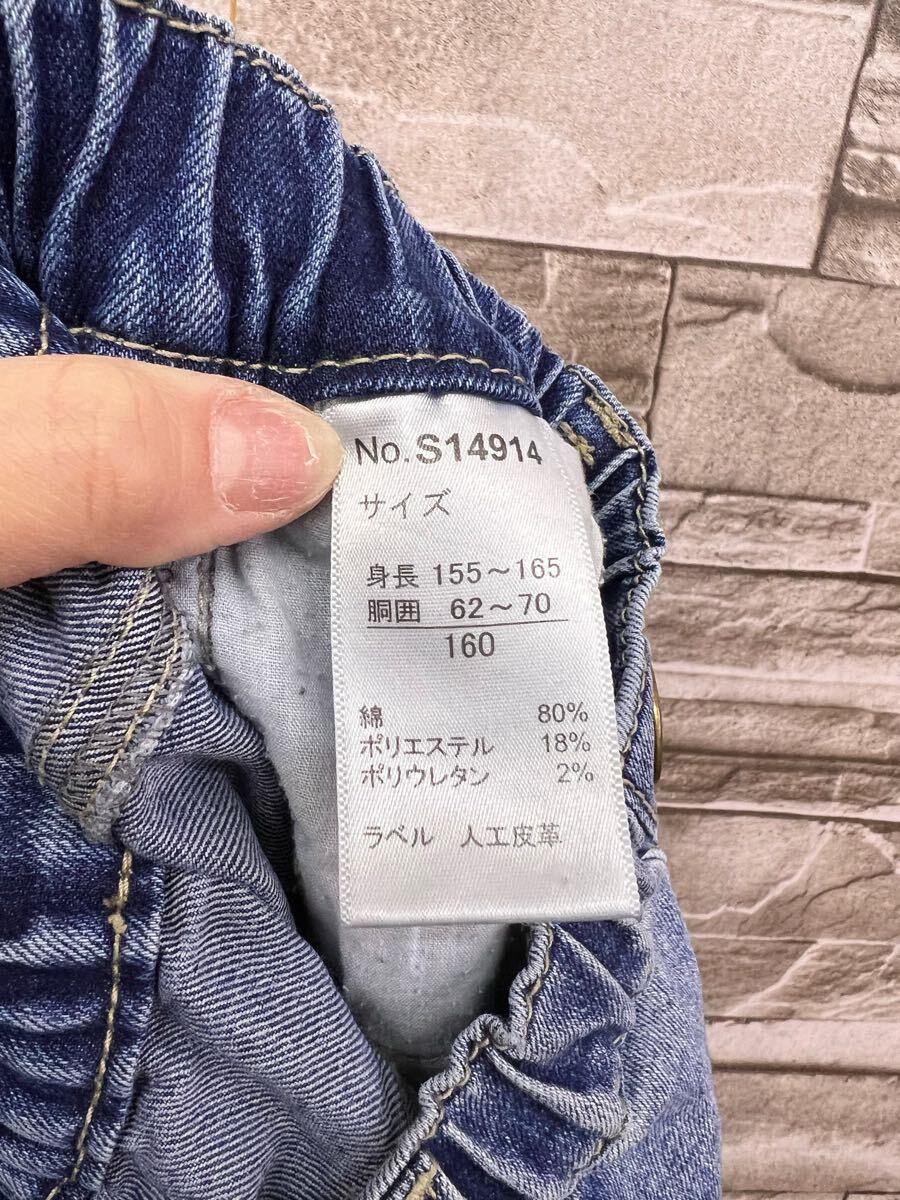 No.S14914
サイズ
身長 155～165
胴囲 62～70
160
綿 80%
ポリエステル 18%
ポリウレタン 2%
ラベル 人工皮革